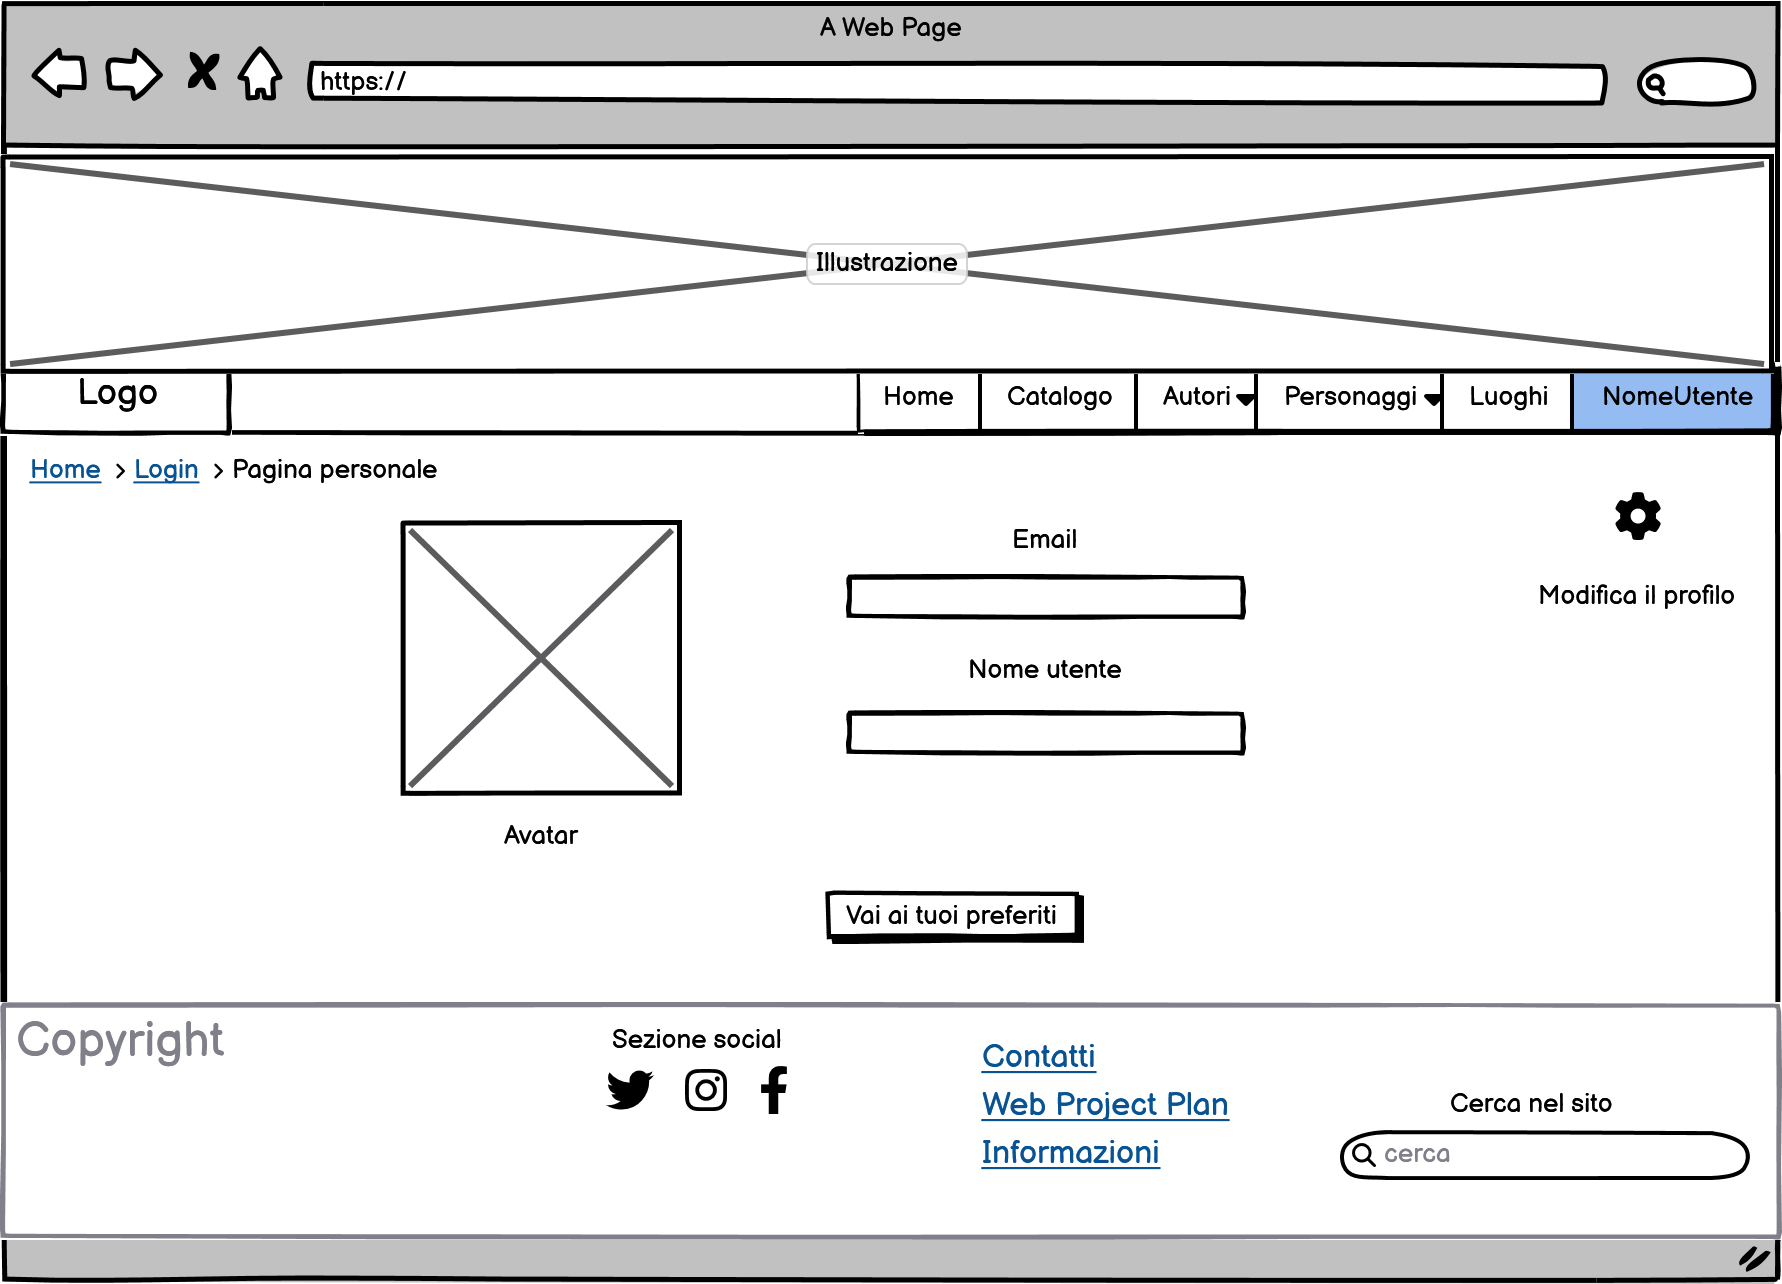 A Web Page
https://
Illustrazione
Logo
Home
Catalogo
Autori
Personaggi
Luoghi
NomeUtente
Home > Login > Pagina personale
Email
Modifica il profilo
Nome utente
Avatar
Vai ai tuoi preferiti
Copyright
Sezione social
Contatti
Web Project Plan
Informazioni
Cerca nel sito
cerca